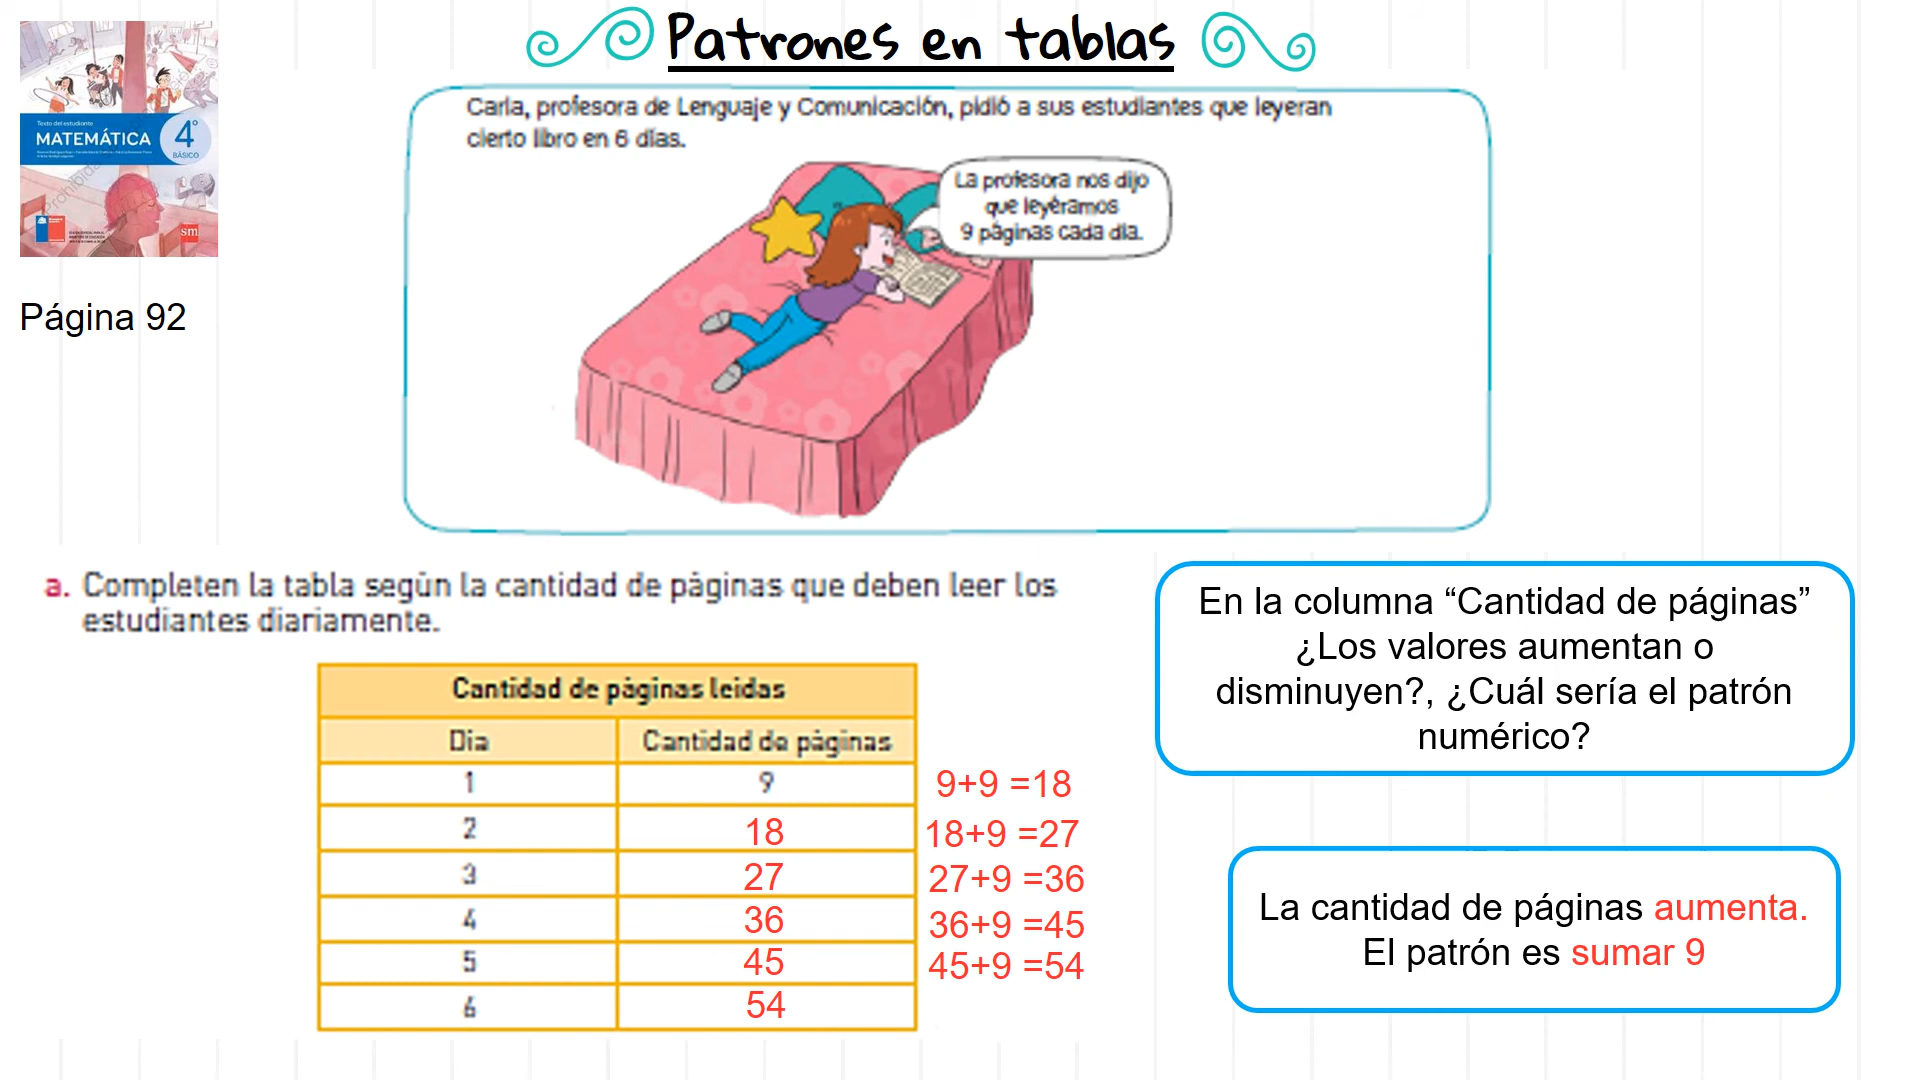 Patrones en tablas
Texto del estudiante
MATEMÁTICA 4°
BÁSICO
Prohibida
sm
Página 92
Carla, profesora de Lenguaje y Comunicación, pidió a sus estudiantes que leyeran
cierto libro en 6 días.
La profesora nos dijo
que leyéramos
9 páginas cada día.
a. Completen la tabla según la cantidad de páginas que deben leer los
estudiantes diariamente.
Cantidad de páginas leídas
Día Cantidad de páginas
1 9 9+9 =18
2 18 18+9 =27
3 27 27+9 =36
4 36 36+9 =45
5 45 45+9 =54
6 54
En la columna “Cantidad de páginas”
¿Los valores aumentan o
disminuyen?, ¿Cuál sería el patrón
numérico?
La cantidad de páginas aumenta.
El patrón es sumar 9